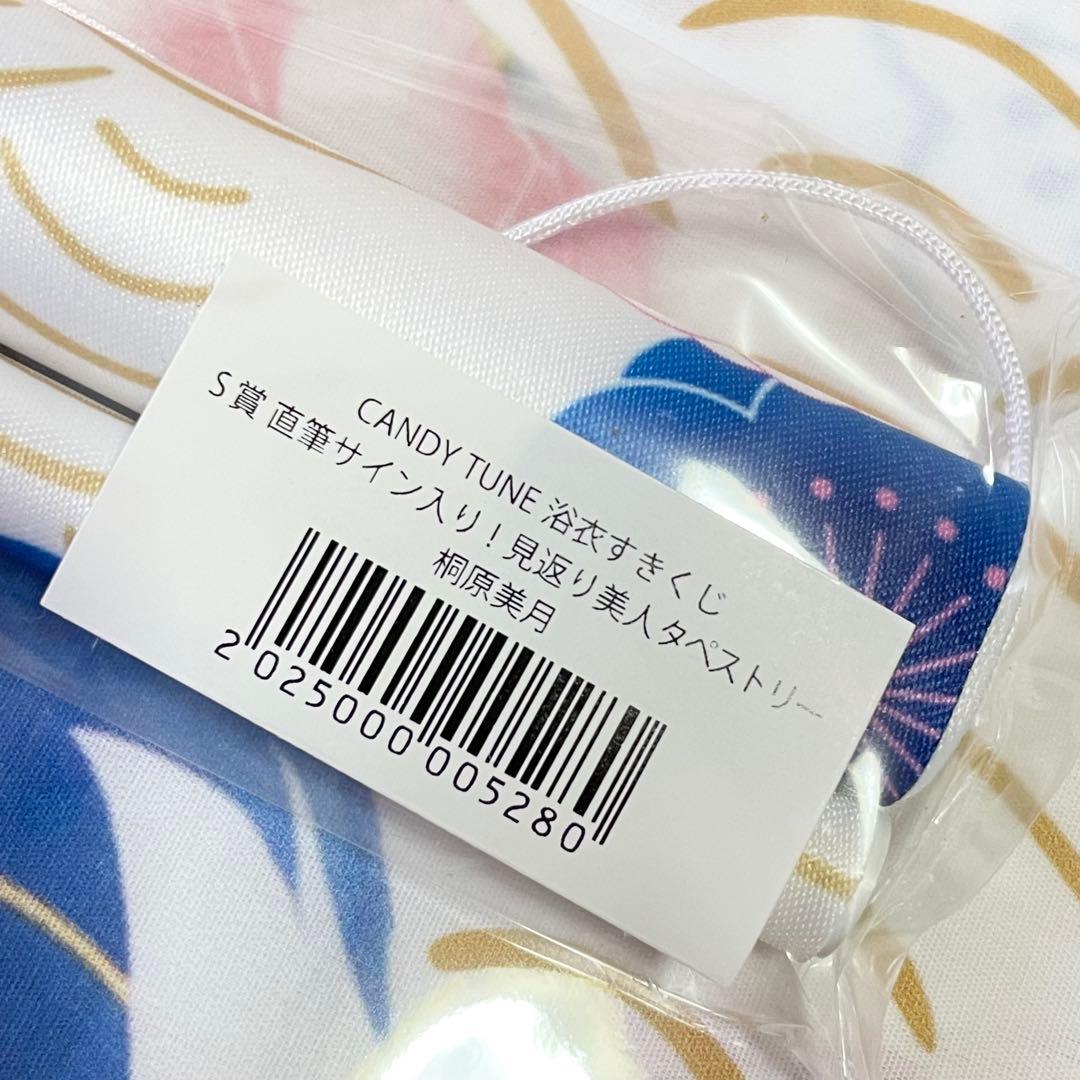 CANDY TUNE 浴衣すきくじ
S賞 直筆サイン入り！見返り美人タペストリー
桐原美月
2025000005280